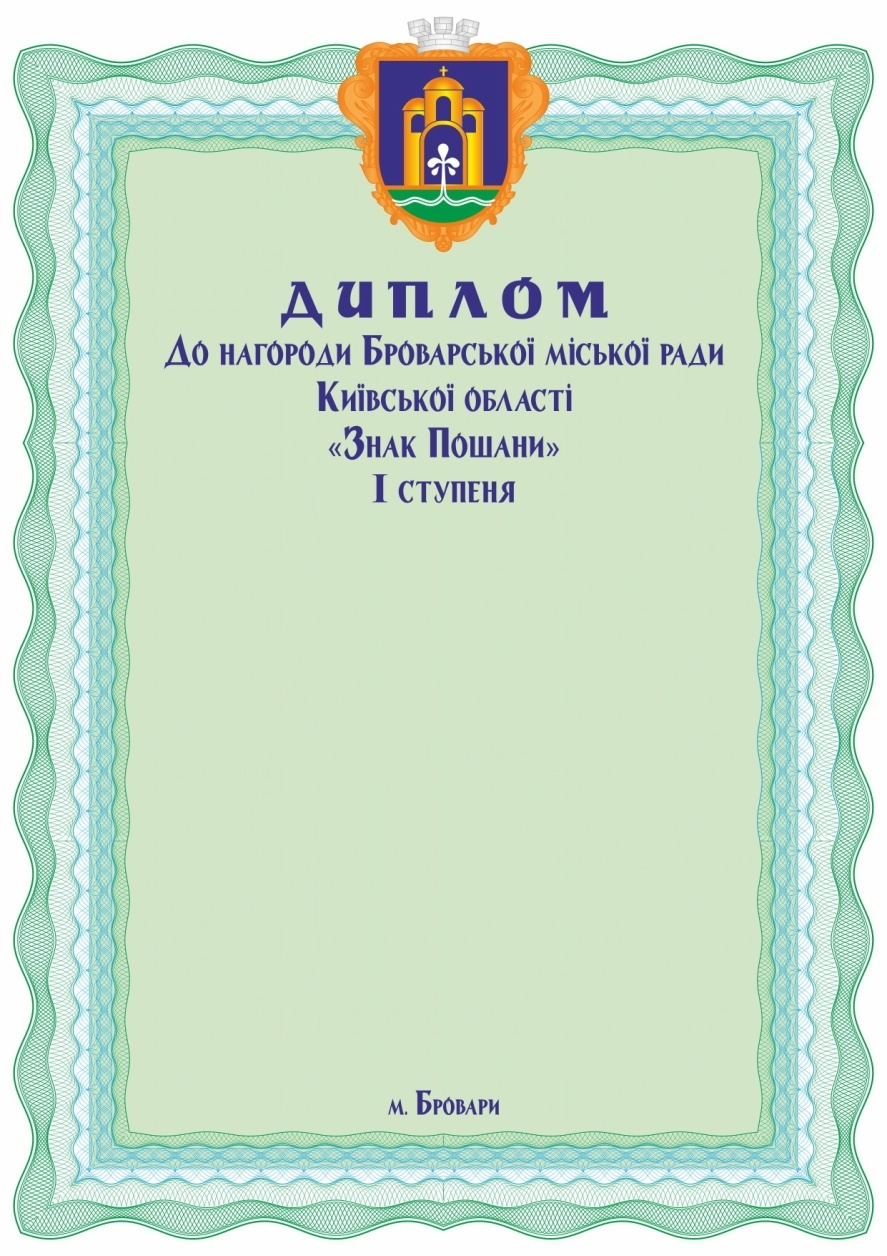 ДИПЛОМ
До нагороди Броварської міської ради
Київської області
«Знак Пошани»
I ступеня
м. Бровари